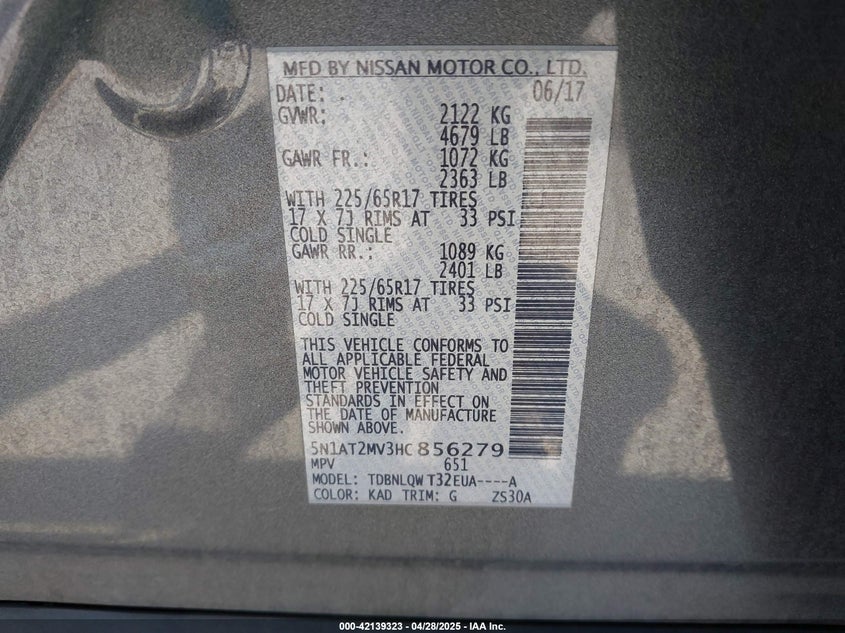 MFD BY NISSAN MOTOR CO., LTD.
DATE: . 06/17
GVWR: 2122 KG
4679 LB
GAWR FR.: 1072 KG
2363 LB
WITH 225/65R17 TIRES
17 X 7J RIMS AT 33 PSI
COLD SINGLE
GAWR RR.: 1089 KG
2401 LB
WITH 225/65R17 TIRES
17 X 7J RIMS AT 33 PSI
COLD SINGLE
THIS VEHICLE CONFORMS TO
ALL APPLICABLE FEDERAL
MOTOR VEHICLE SAFETY AND
THEFT PREVENTION
STANDARDS IN EFFECT ON
THE DATE OF MANUFACTURE
SHOWN ABOVE.
5N1AT2MV3HC856279
MPV 651
MODEL: TDBNLQW T32EUA----A
COLOR: KAD TRIM: G ZS30A
000-42139323 | 04/28/2025 - IAA Inc.